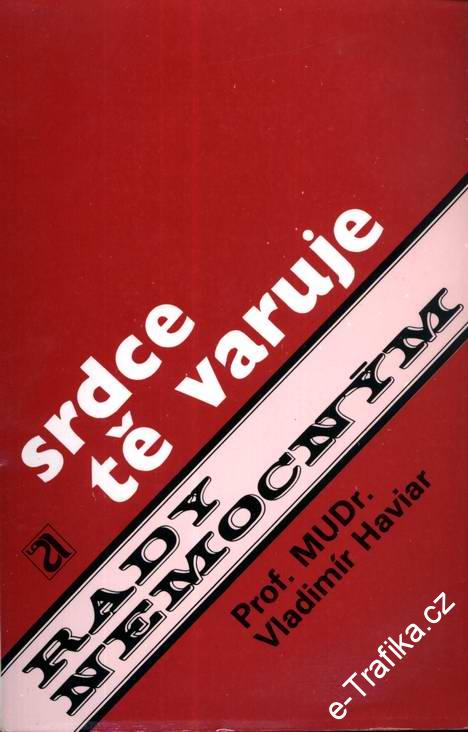 srdce
tě varuje
RADY
NEMOCNÝM
Prof. MUDr.
Vladimír Haviar
e-Trafika.cz